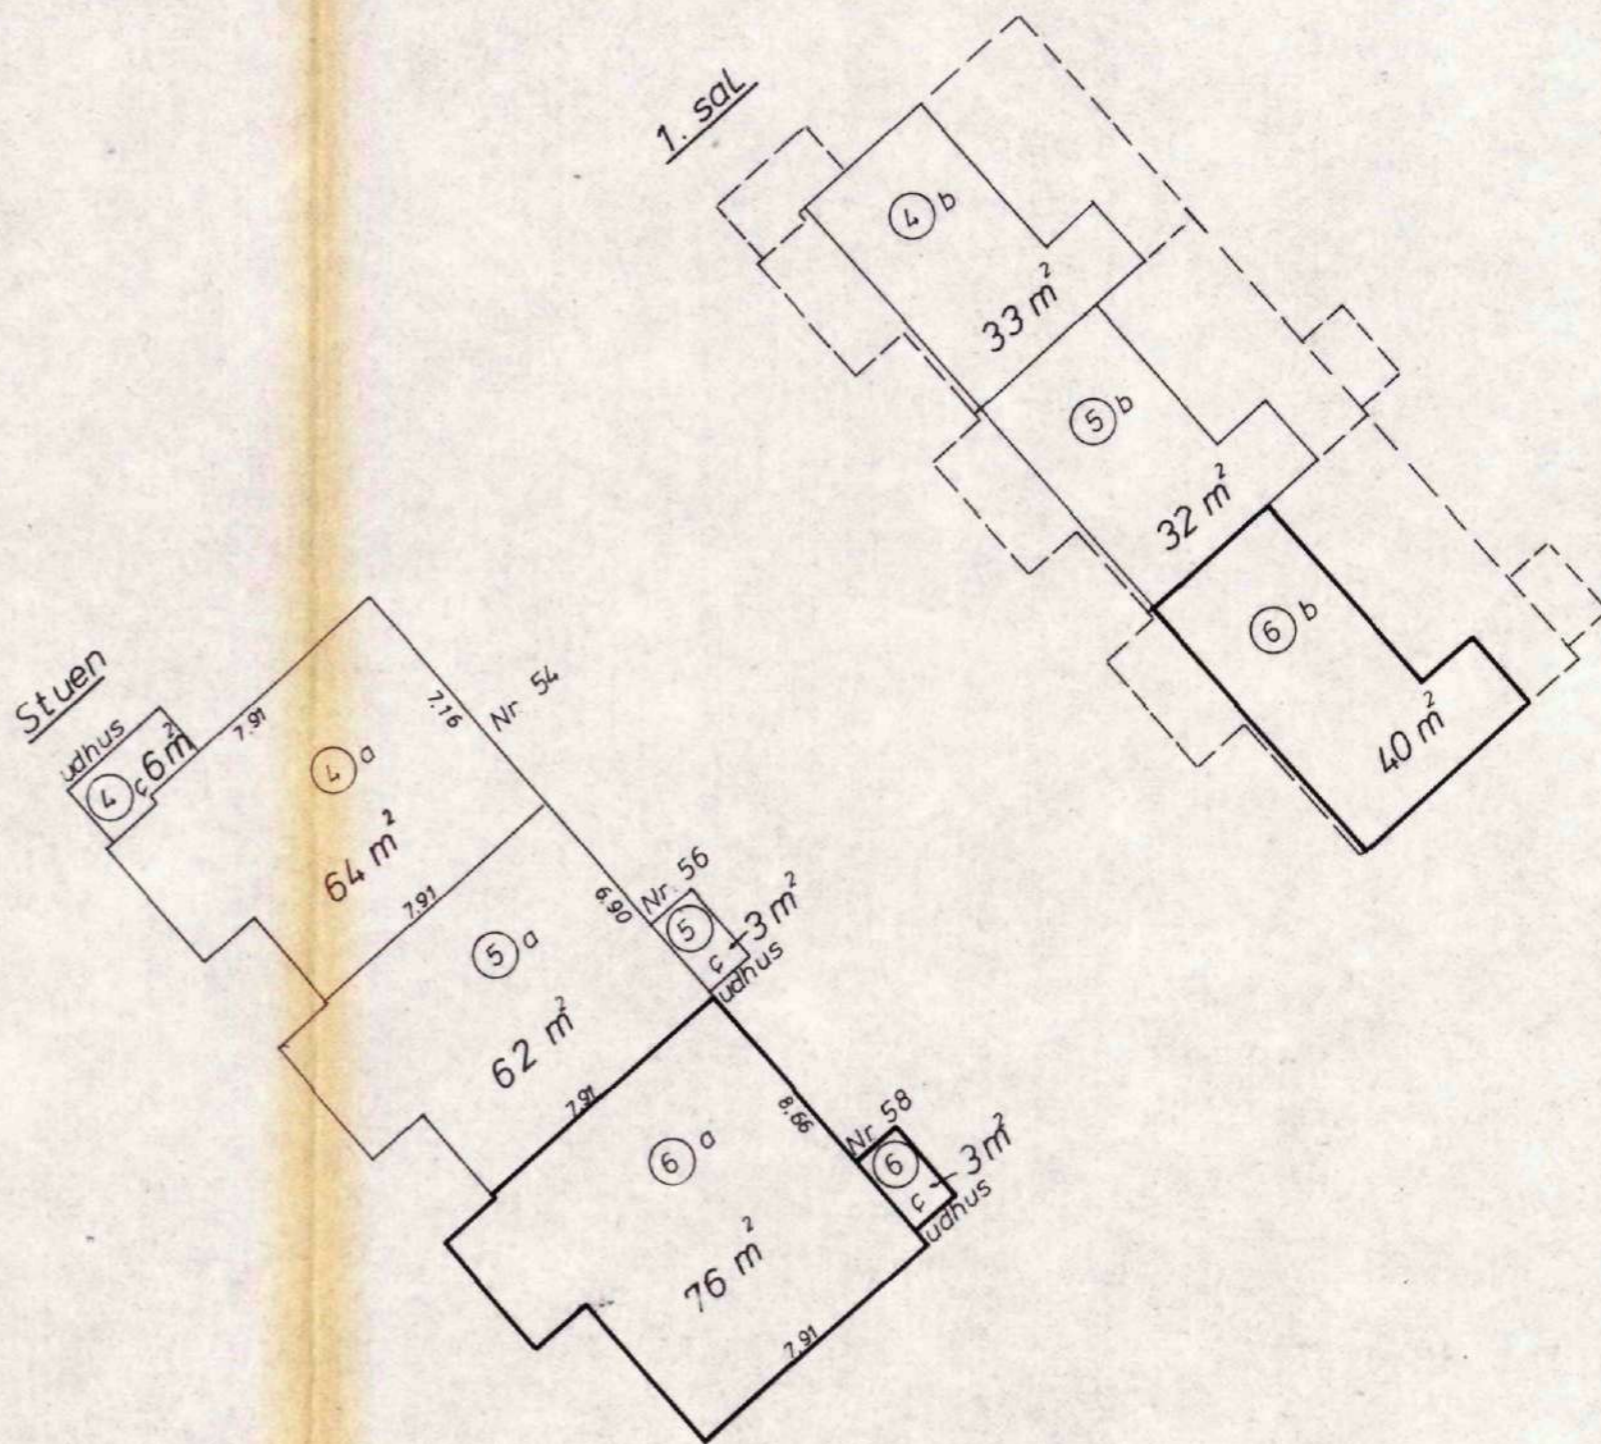 1. sal
4 b
33 m²
5 b
32 m²
6 b
40 m²
Stuen
udhus
4 c 6 m²
7.91
7.16
Nr. 54
4 a
64 m²
7.91
6.90
Nr. 56
5 c 3 m²
udhus
5 a
62 m²
7.91
8.66
Nr 58
6 c 3 m²
udhus
6 a
76 m²
7.91